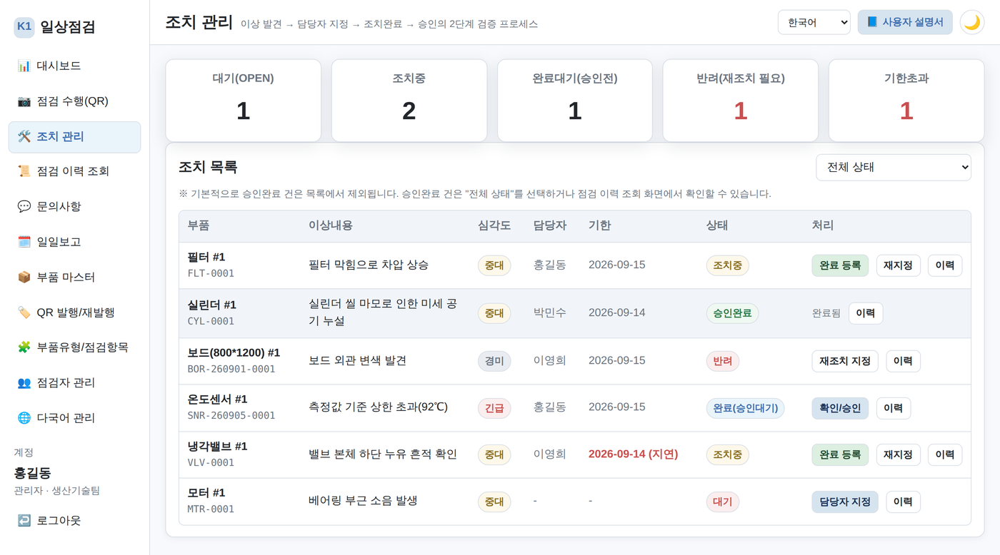 K1 일상점검
대시보드
점검 수행(QR)
조치 관리
점검 이력 조회
문의사항
일일보고
부품 마스터
QR 발행/재발행
부품유형/점검항목
점검자 관리
다국어 관리
계정
홍길동
관리자 · 생산기술팀
로그아웃
조치 관리 이상 발견 → 담당자 지정 → 조치완료 → 승인의 2단계 검증 프로세스
한국어 사용자 설명서
대기(OPEN) 조치중 완료대기(승인전) 반려(재조치 필요) 기한초과
1 2 1 1 1
조치 목록 전체 상태
※ 기본적으로 승인완료 건은 목록에서 제외됩니다. 승인완료 건은 "전체 상태"를 선택하거나 점검 이력 조회 화면에서 확인할 수 있습니다.
부품 이상내용 심각도 담당자 기한 상태 처리
필터 #1
FLT-0001
필터 막힘으로 차압 상승 중대 홍길동 2026-09-15 조치중 완료 등록 재지정 이력
실린더 #1
CYL-0001
실린더 씰 마모로 인한 미세 공
기 누설
중대 박민수 2026-09-14 승인완료 완료됨 이력
보드(800*1200) #1
BOR-260901-0001
보드 외관 변색 발견 경미 이영희 2026-09-15 반려 재조치 지정 이력
온도센서 #1
SNR-260905-0001
측정값 기준 상한 초과(92℃) 긴급 홍길동 2026-09-15 완료(승인대기) 확인/승인 이력
냉각밸브 #1
VLV-0001
밸브 본체 하단 누유 흔적 확인 중대 이영희 2026-09-14 (지연) 조치중 완료 등록 재지정 이력
모터 #1
MTR-0001
베어링 부근 소음 발생 중대 - - 대기 담당자 지정 이력